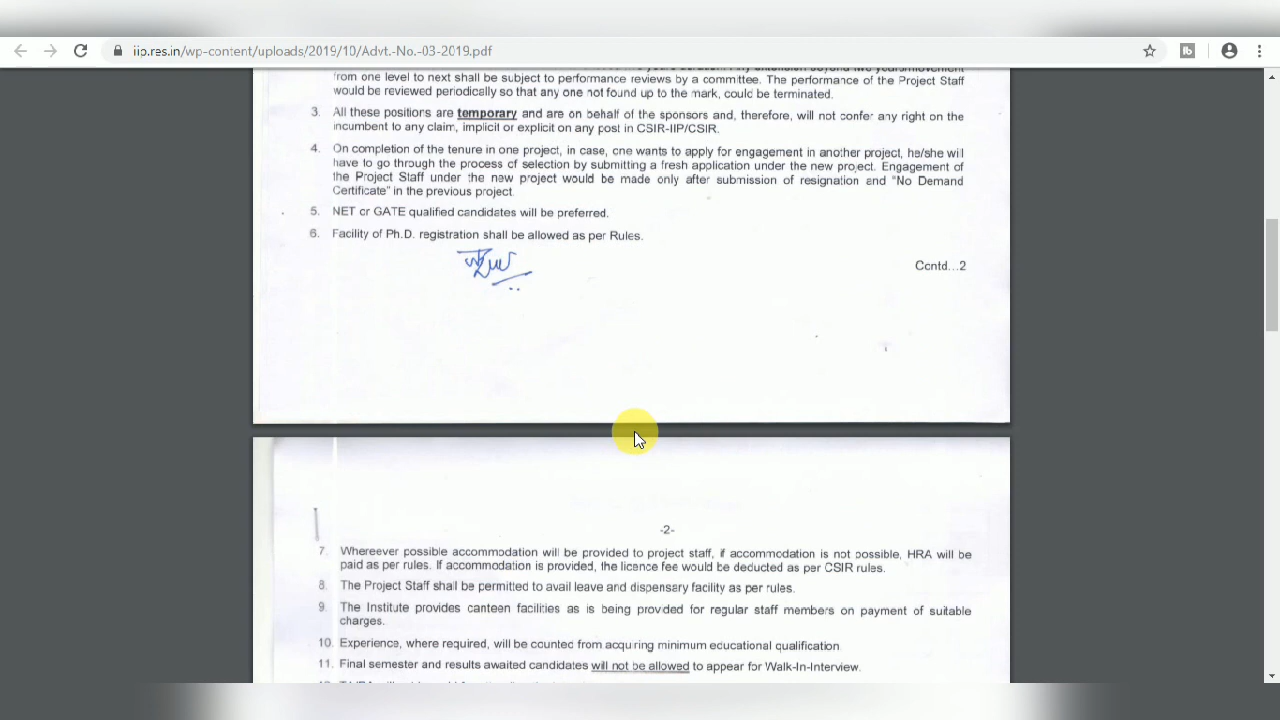 iip.res.in/wp-content/uploads/2019/10/Advt.-No.-03-2019.pdf
from one level to next shall be subject to performance reviews by a committee. The performance of the Project Staff
would be reviewed periodically so that any one not found up to the mark, could be terminated.
3. All these positions are temporary and are on behalf of the sponsors and, therefore, will not confer any right on the
incumbent to any claim, implicit or explicit on any post in CSIR-IIP/CSIR.
4. On completion of the tenure in one project, in case, one wants to apply for engagement in another project, he/she will
have to go through the process of selection by submitting a fresh application under the new project. Engagement of
the Project Staff under the new project would be made only after submission of resignation and "No Demand
Certificate" in the previous project.
5. NET or GATE qualified candidates will be preferred.
6. Facility of Ph.D. registration shall be allowed as per Rules.
Contd...2
-2-
7. Whereever possible accommodation will be provided to project staff, if accommodation is not possible, HRA will be
paid as per rules. If accommodation is provided, the licence fee would be deducted as per CSIR rules.
8. The Project Staff shall be permitted to avail leave and dispensary facility as per rules.
9. The Institute provides canteen facilities as is being provided for regular staff members on payment of suitable
charges.
10. Experience, where required, will be counted from acquiring minimum educational qualification
11. Final semester and results awaited candidates will not be allowed to appear for Walk-In-Interview.